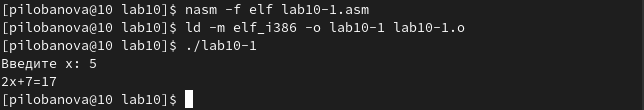 [pilobanova@10 lab10]$ nasm -f elf lab10-1.asm
[pilobanova@10 lab10]$ ld -m elf_i386 -o lab10-1 lab10-1.o
[pilobanova@10 lab10]$ ./lab10-1
Введите x: 5
2x+7=17
[pilobanova@10 lab10]$